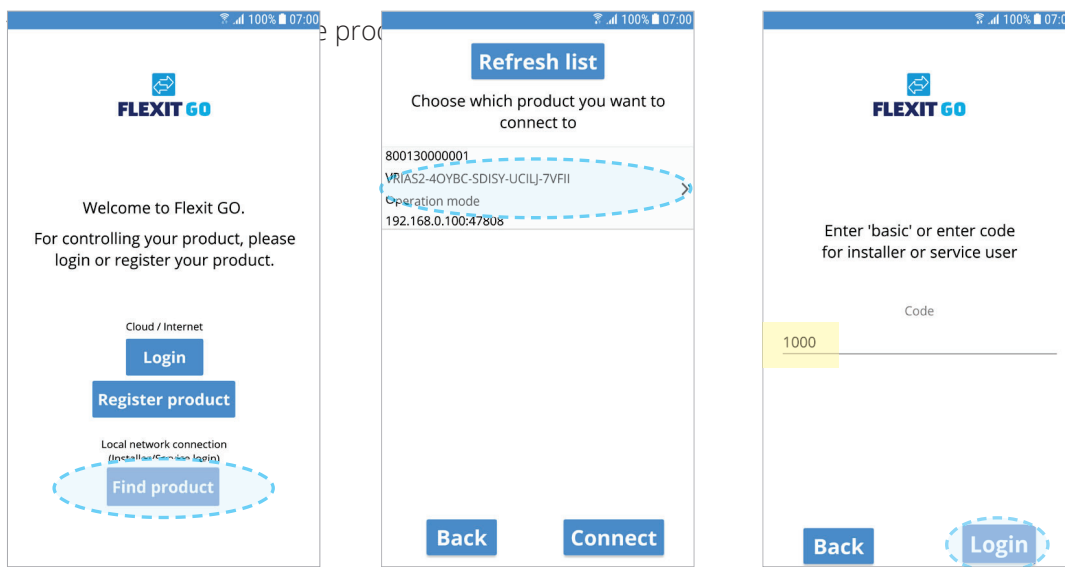 100% 07:00
FLEXIT GO
Welcome to Flexit GO.
For controlling your product, please
login or register your product.
Cloud / Internet
Login
Register product
Local network connection
(Installer/Service login)
Find product
100% 07:00
Refresh list
Choose which product you want to
connect to
800130000001
VRIAS2-4OYBC-SDISY-UCILJ-7VFII
Operation mode
192.168.0.100:47808
Back
Connect
100% 07:0
FLEXIT GO
Enter 'basic' or enter code
for installer or service user
Code
1000
Back
Login